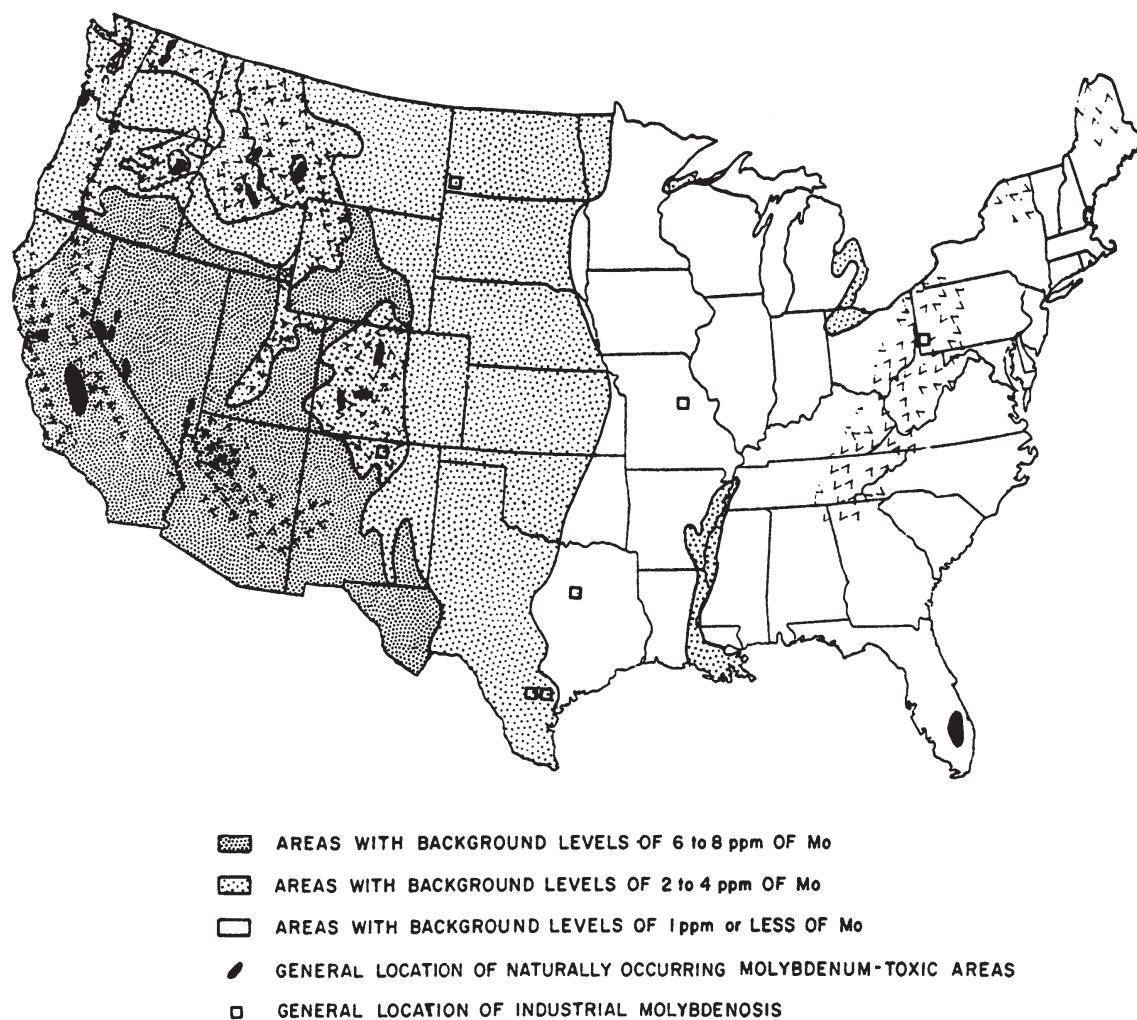 AREAS WITH BACKGROUND LEVELS OF 6 to 8 ppm OF Mo
AREAS WITH BACKGROUND LEVELS OF 2 to 4 ppm OF Mo
AREAS WITH BACKGROUND LEVELS OF 1 ppm or LESS OF Mo
GENERAL LOCATION OF NATURALLY OCCURRING MOLYBDENUM-TOXIC AREAS
GENERAL LOCATION OF INDUSTRIAL MOLYBDENOSIS